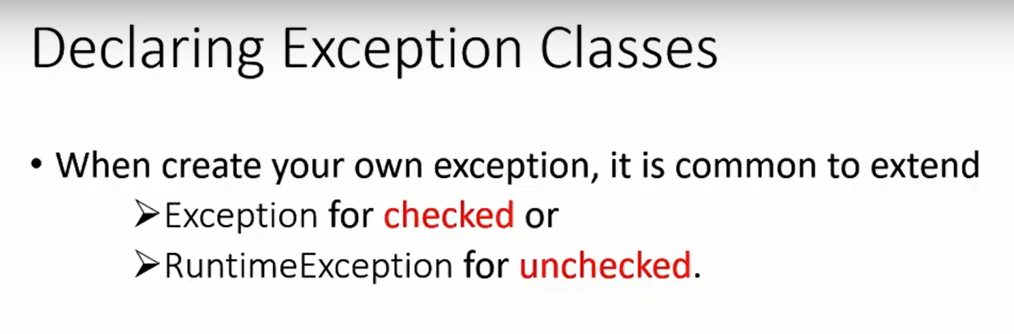 Declaring Exception Classes
• When create your own exception, it is common to extend
➢Exception for checked or
➢RuntimeException for unchecked.